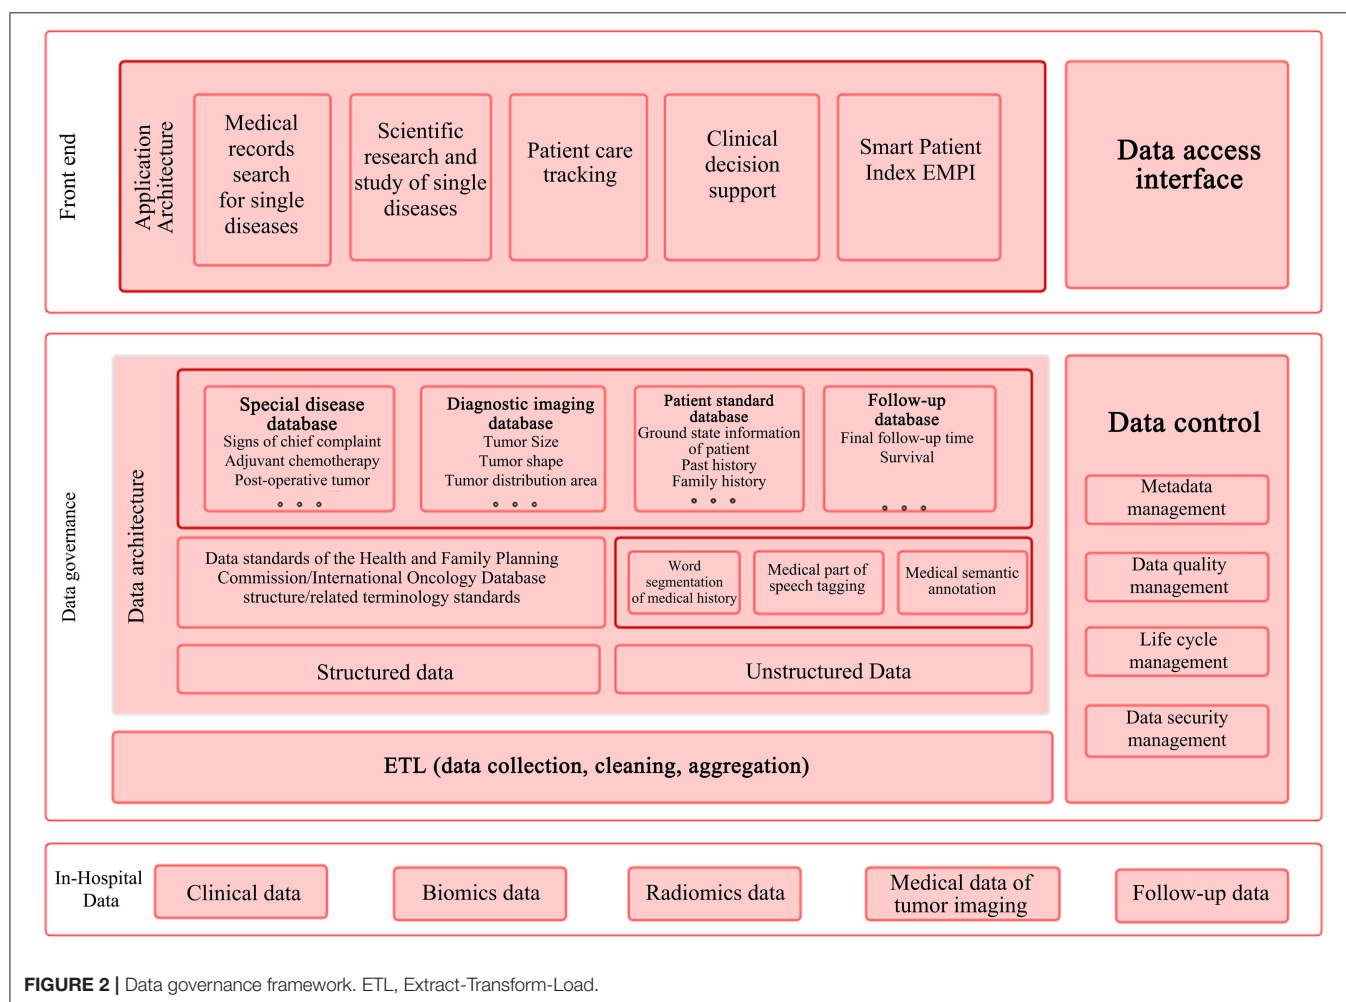 Front end
Application
Architecture
Medical
records
search
for single
diseases
Scientific
research and
study of single
diseases
Patient care
tracking
Clinical
decision
support
Smart Patient
Index EMPI
Data access
interface
Data governance
Data architecture
Special disease
database
Signs of chief complaint
Adjuvant chemotherapy
Post-operative tumor
Diagnostic imaging
database
Tumor Size
Tumor shape
Tumor distribution area
Patient standard
database
Ground state information
of patient
Past history
Family history
Follow-up
database
Final follow-up time
Survival
Data standards of the Health and Family Planning
Commission/International Oncology Database
structure/related terminology standards
Word
segmentation
of medical history
Medical part of
speech tagging
Medical semantic
annotation
Structured data
Unstructured Data
ETL (data collection, cleaning, aggregation)
Data control
Metadata
management
Data quality
management
Life cycle
management
Data security
management
In-Hospital
Data
Clinical data
Biomics data
Radiomics data
Medical data of
tumor imaging
Follow-up data
FIGURE 2 | Data governance framework. ETL, Extract-Transform-Load.